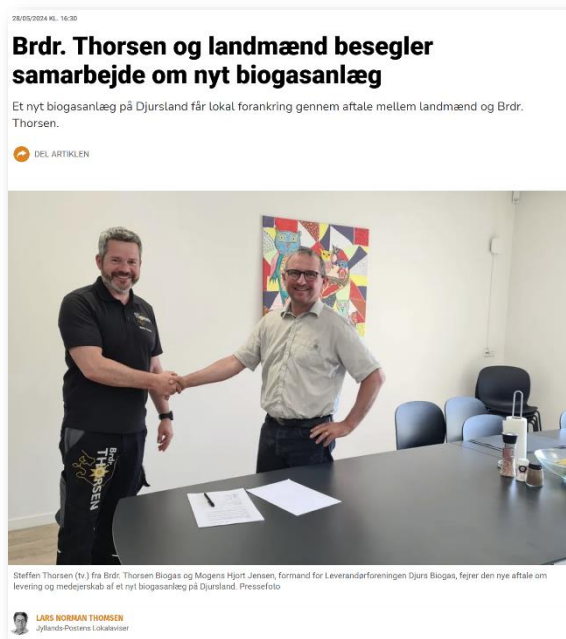 28/05/2024 KL. 16:30
Brdr. Thorsen og landmænd besegler
samarbejde om nyt biogasanlæg
Et nyt biogasanlæg på Djursland får lokal forankring gennem aftale mellem landmænd og Brdr.
Thorsen.
DEL ARTIKLEN
Brdr.
THORSEN
Steffen Thorsen (tv.) fra Brdr. Thorsen Biogas og Mogens Hjort Jensen, formand for Leverandørforeningen Djurs Biogas, fejrer den nye aftale om
levering og medejerskab af et nyt biogasanlæg på Djursland. Pressefoto
LARS NORMAN THOMSEN
Jyllands-Postens Lokalaviser